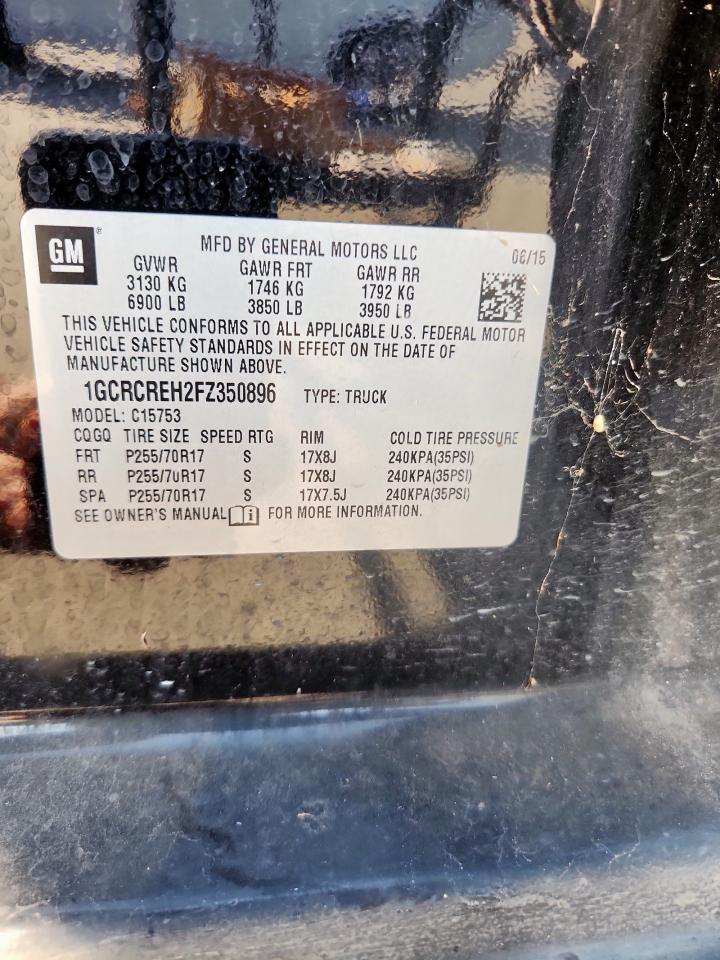 GM
MFD BY GENERAL MOTORS LLC 06/15
GVWR GAWR FRT GAWR RR
3130 KG 1746 KG 1792 KG
6900 LB 3850 LB 3950 LB
THIS VEHICLE CONFORMS TO ALL APPLICABLE U.S. FEDERAL MOTOR
VEHICLE SAFETY STANDARDS IN EFFECT ON THE DATE OF
MANUFACTURE SHOWN ABOVE.
1GCRCREH2FZ350896 TYPE: TRUCK
MODEL: C15753
CQGQ TIRE SIZE SPEED RTG RIM COLD TIRE PRESSURE
FRT P255/70R17 S 17X8J 240KPA(35PSI)
RR P255/70R17 S 17X8J 240KPA(35PSI)
SPA P255/70R17 S 17X7.5J 240KPA(35PSI)
SEE OWNER'S MANUAL FOR MORE INFORMATION.